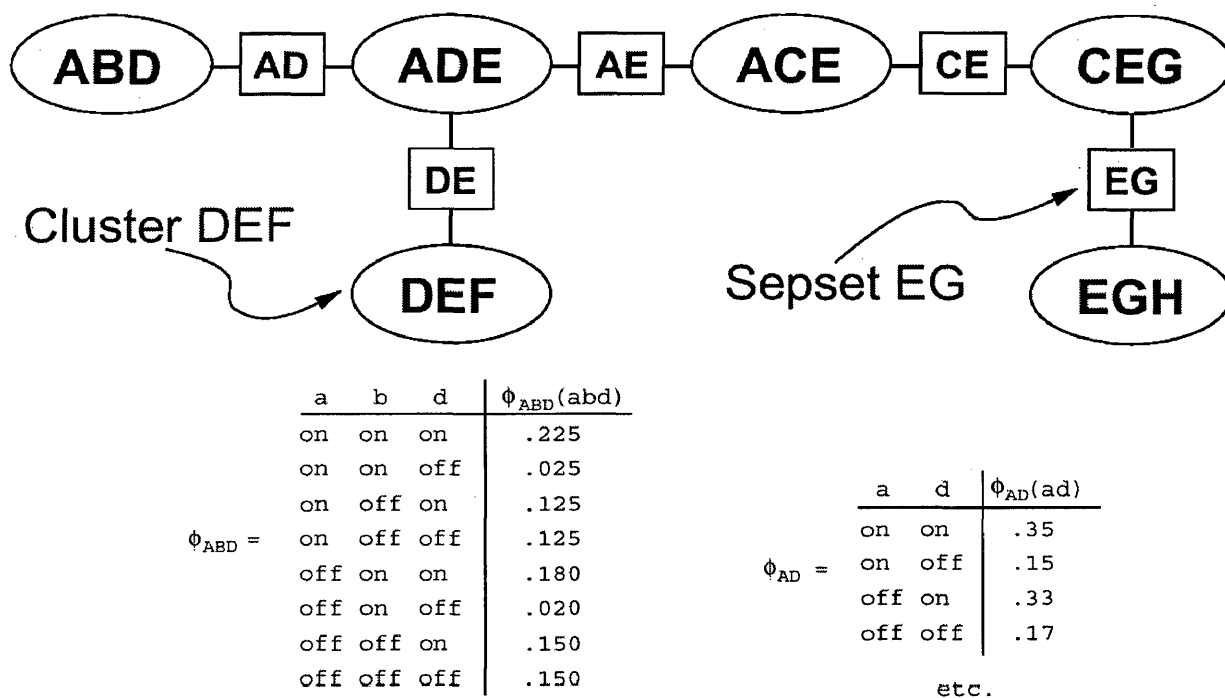 ABD AD ADE AE ACE CE CEG
DE EG
Cluster DEF
Sepset EG
DEF EGH
a b d ϕABD(abd)
on on on .225
on on off .025
on off on .125
ϕABD = on off off .125
off on on .180
off on off .020
off off on .150
off off off .150
a d ϕAD(ad)
on on .35
ϕAD = on off .15
off on .33
off off .17
etc.